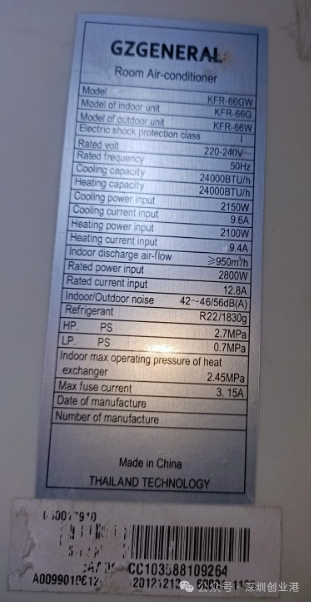 GZGENERAL
Room Air-conditioner
Model KFR-66GW
Model of indoor unit KFR-66G
Model of outdoor unit KFR-66W
Electric shock protection class I
Rated volt 220-240V~
Rated frequency 50Hz
Cooling capacity 24000BTU/h
Heating capacity 24000BTU/h
Cooling power input 2150W
Cooling current input 9.6A
Heating power input 2100W
Heating current input 9.4A
Indoor discharge air-flow ≥950m³/h
Rated power input 2800W
Rated current input 12.8A
Indoor/Outdoor noise 42~46/56dB(A)
Refrigerant R22/1830g
HP. PS 2.7MPa
LP. PS 0.7MPa
Indoor max operating pressure of heat
exchanger 2.45MPa
Max fuse current 3.15A
Date of manufacture
Number of manufacture
Made in China
THAILAND TECHNOLOGY
CC103588109264
20121213
公众号·深圳创业港